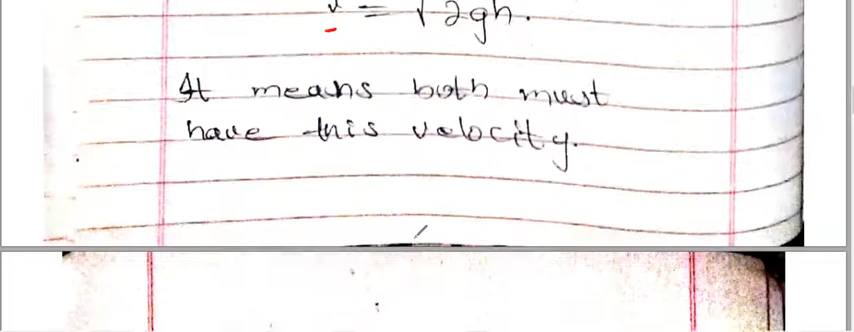 v = √2gh.
It means both must
have this velocity.